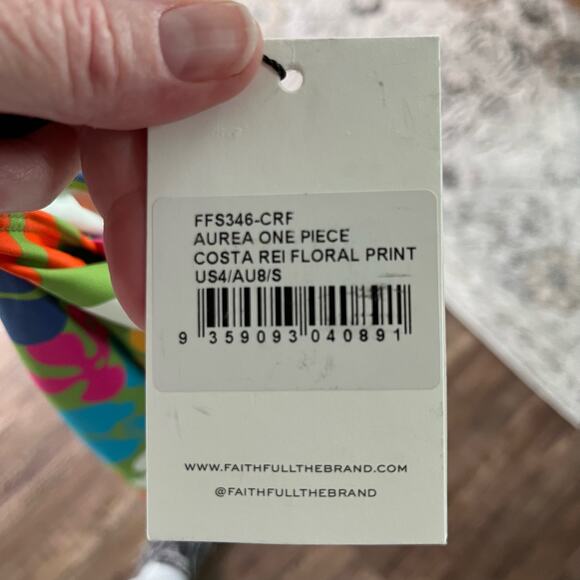 FFS346-CRF
AUREA ONE PIECE
COSTA REI FLORAL PRINT
US4/AU8/S
9 359093 040891
WWW.FAITHFULLTHEBRAND.COM
@FAITHFULLTHEBRAND